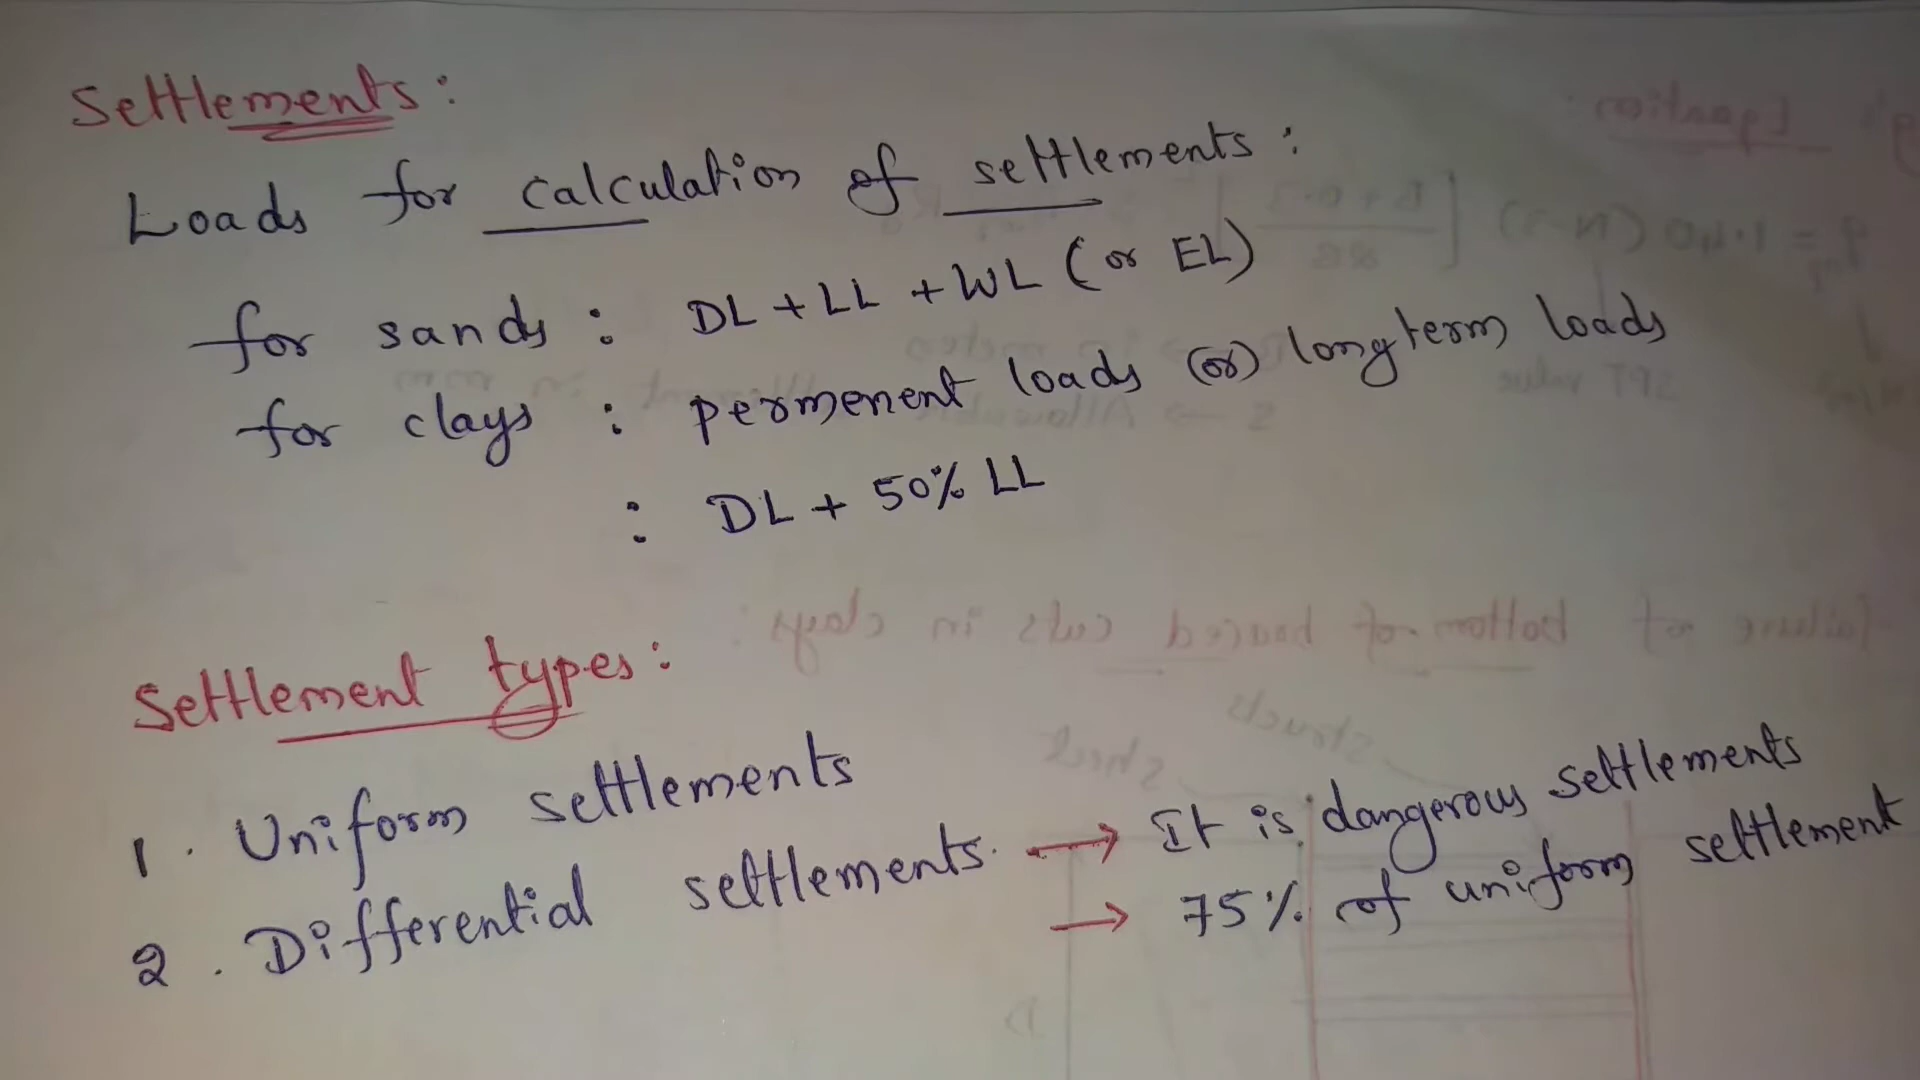 Settlements:
Loads for calculation of settlements:
for sands : DL + LL + WL (or EL)
for clays : permenent loads (or) longterm loads
: DL + 50% LL
Settlement types:
1. Uniform settlements
2. Differential settlements. → It is dangerous settlements
→ 75% of uniform settlement